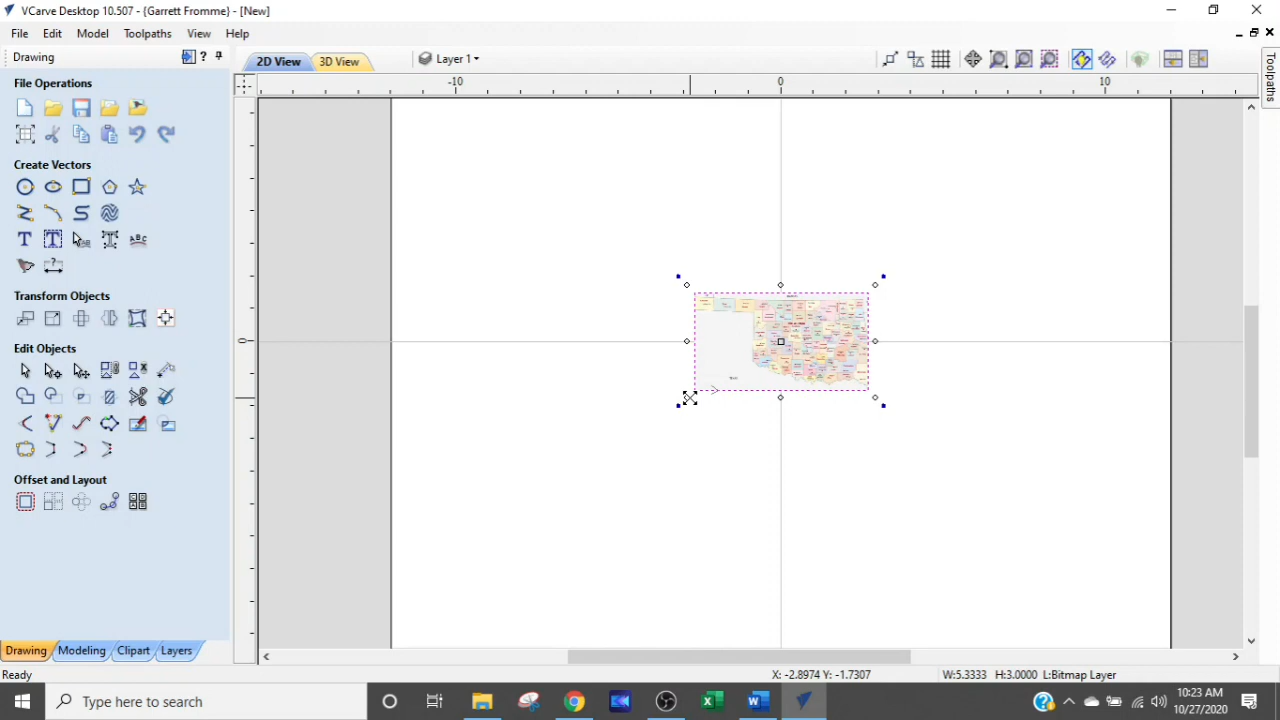 VCarve Desktop 10.507 - {Garrett Fromme} - [New]
File Edit Model Toolpaths View Help
Drawing
2D View 3D View Layer 1
File Operations
-10 0 10
Create Vectors
Transform Objects
Edit Objects
Offset and Layout
0
Toolpaths
Drawing Modeling Clipart Layers
Ready X: -2.8974 Y: -1.7307 W:5.3333 H:3.0000 L:Bitmap Layer
Type here to search
10:23 AM
10/27/2020